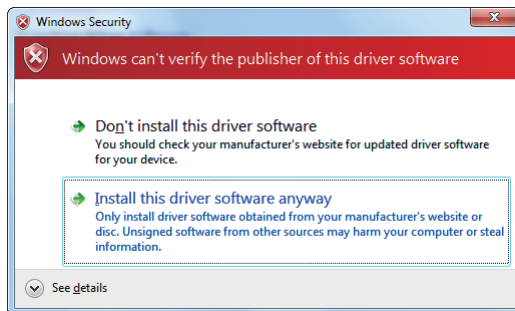 Windows Security
Windows can't verify the publisher of this driver software
Don't install this driver software
You should check your manufacturer's website for updated driver software
for your device.
Install this driver software anyway
Only install driver software obtained from your manufacturer's website or
disc. Unsigned software from other sources may harm your computer or steal
information.
See details